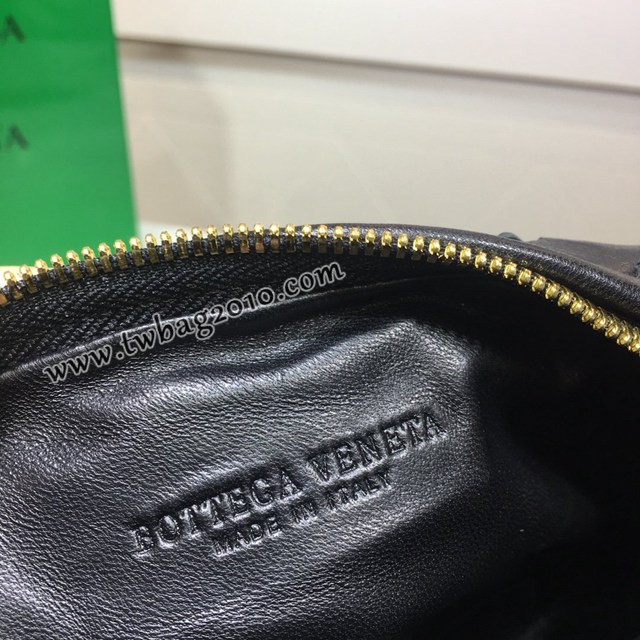 A
A
www.twbag2010.com
BOTTEGA VENETA
MADE IN ITALY